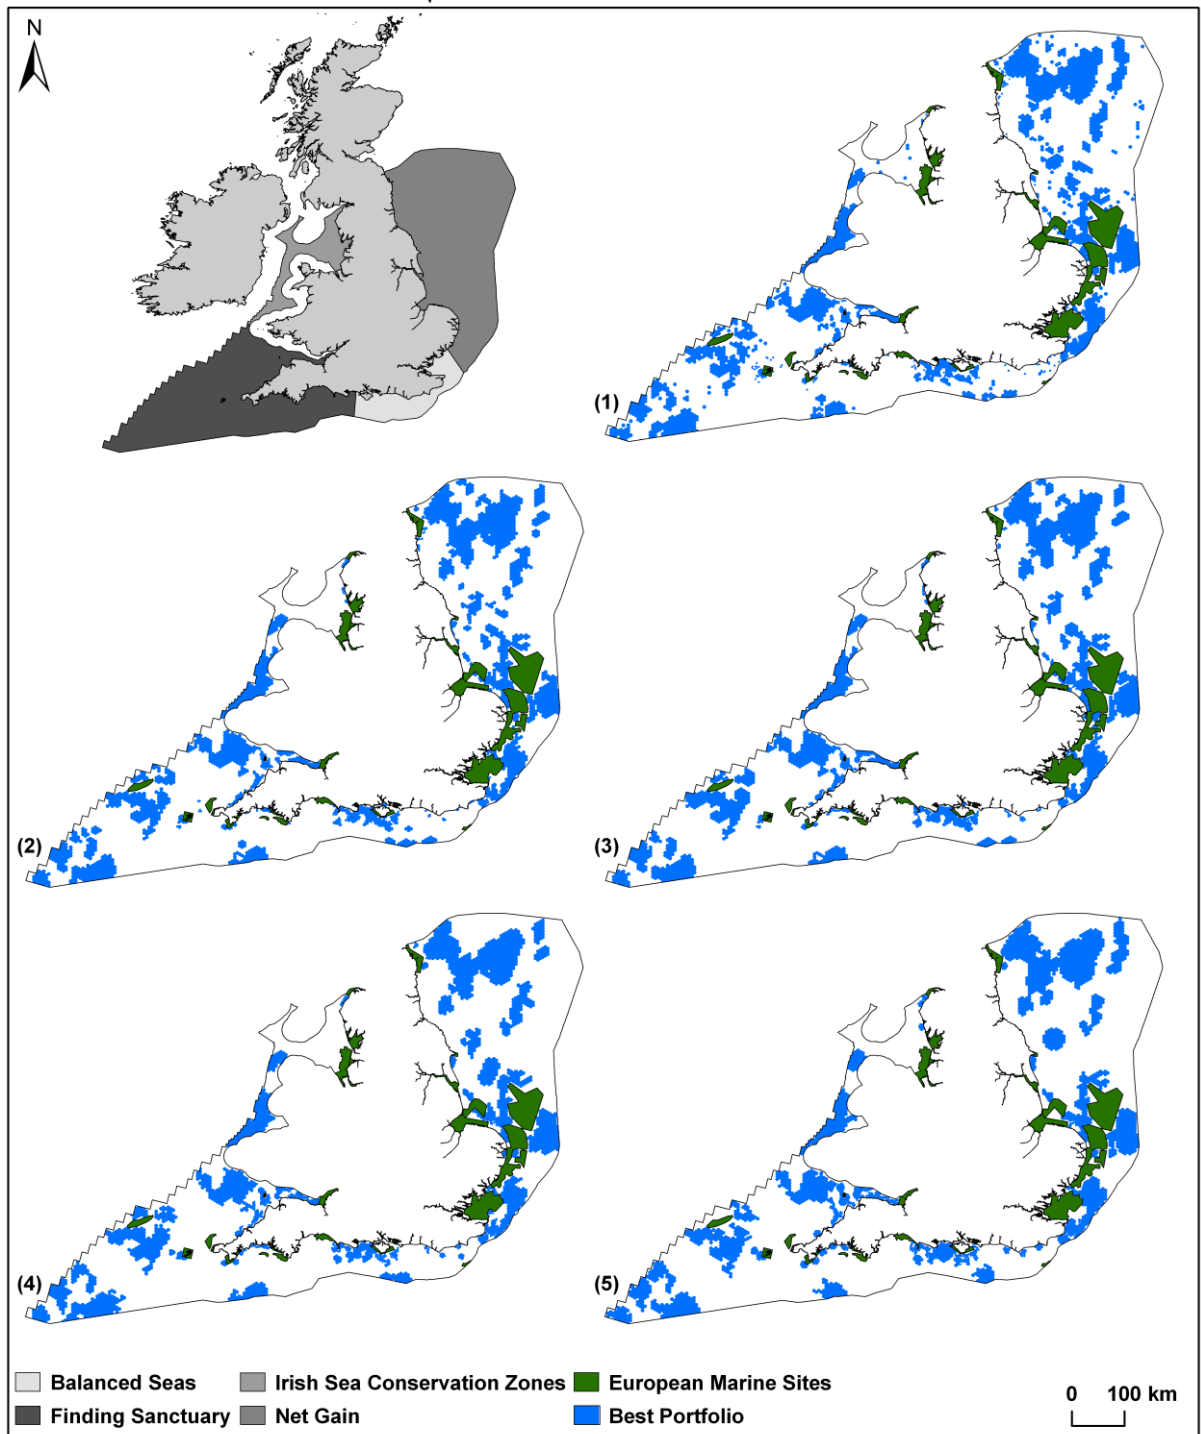 N
(1)
(2)
(3)
(4)
(5)
Balanced Seas
Irish Sea Conservation Zones
European Marine Sites
0 100 km
Finding Sanctuary
Net Gain
Best Portfolio